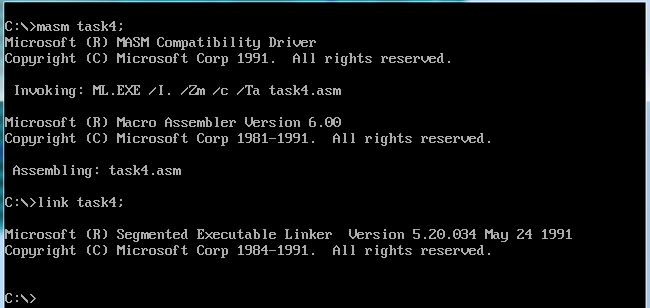 C:\>masm task4;
Microsoft (R) MASM Compatibility Driver
Copyright (C) Microsoft Corp 1991.  All rights reserved.
Invoking: ML.EXE /I. /Zm /c /Ta task4.asm
Microsoft (R) Macro Assembler Version 6.00
Copyright (C) Microsoft Corp 1981-1991.  All rights reserved.
Assembling: task4.asm
C:\>link task4;
Microsoft (R) Segmented Executable Linker  Version 5.20.034 May 24 1991
Copyright (C) Microsoft Corp 1984-1991.  All rights reserved.
C:\>